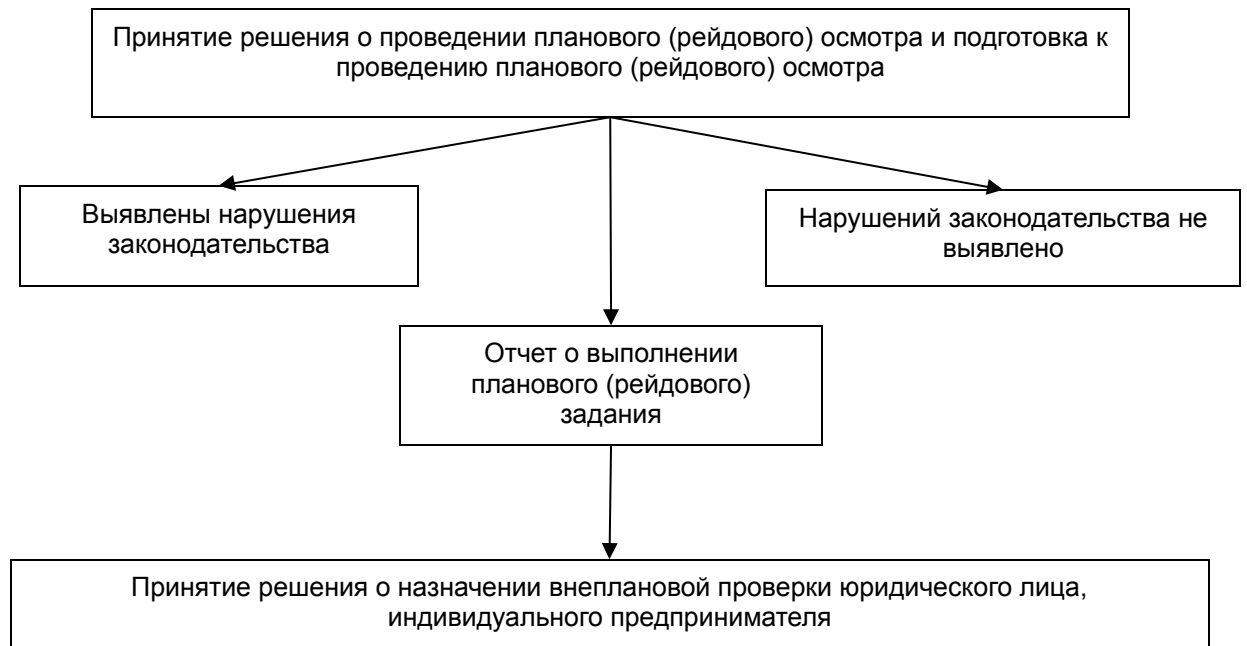 Принятие решения о проведении планового (рейдового) осмотра и подготовка к
проведению планового (рейдового) осмотра
Выявлены нарушения
законодательства
Нарушений законодательства не
выявлено
Отчет о выполнении
планового (рейдового)
задания
Принятие решения о назначении внеплановой проверки юридического лица,
индивидуального предпринимателя